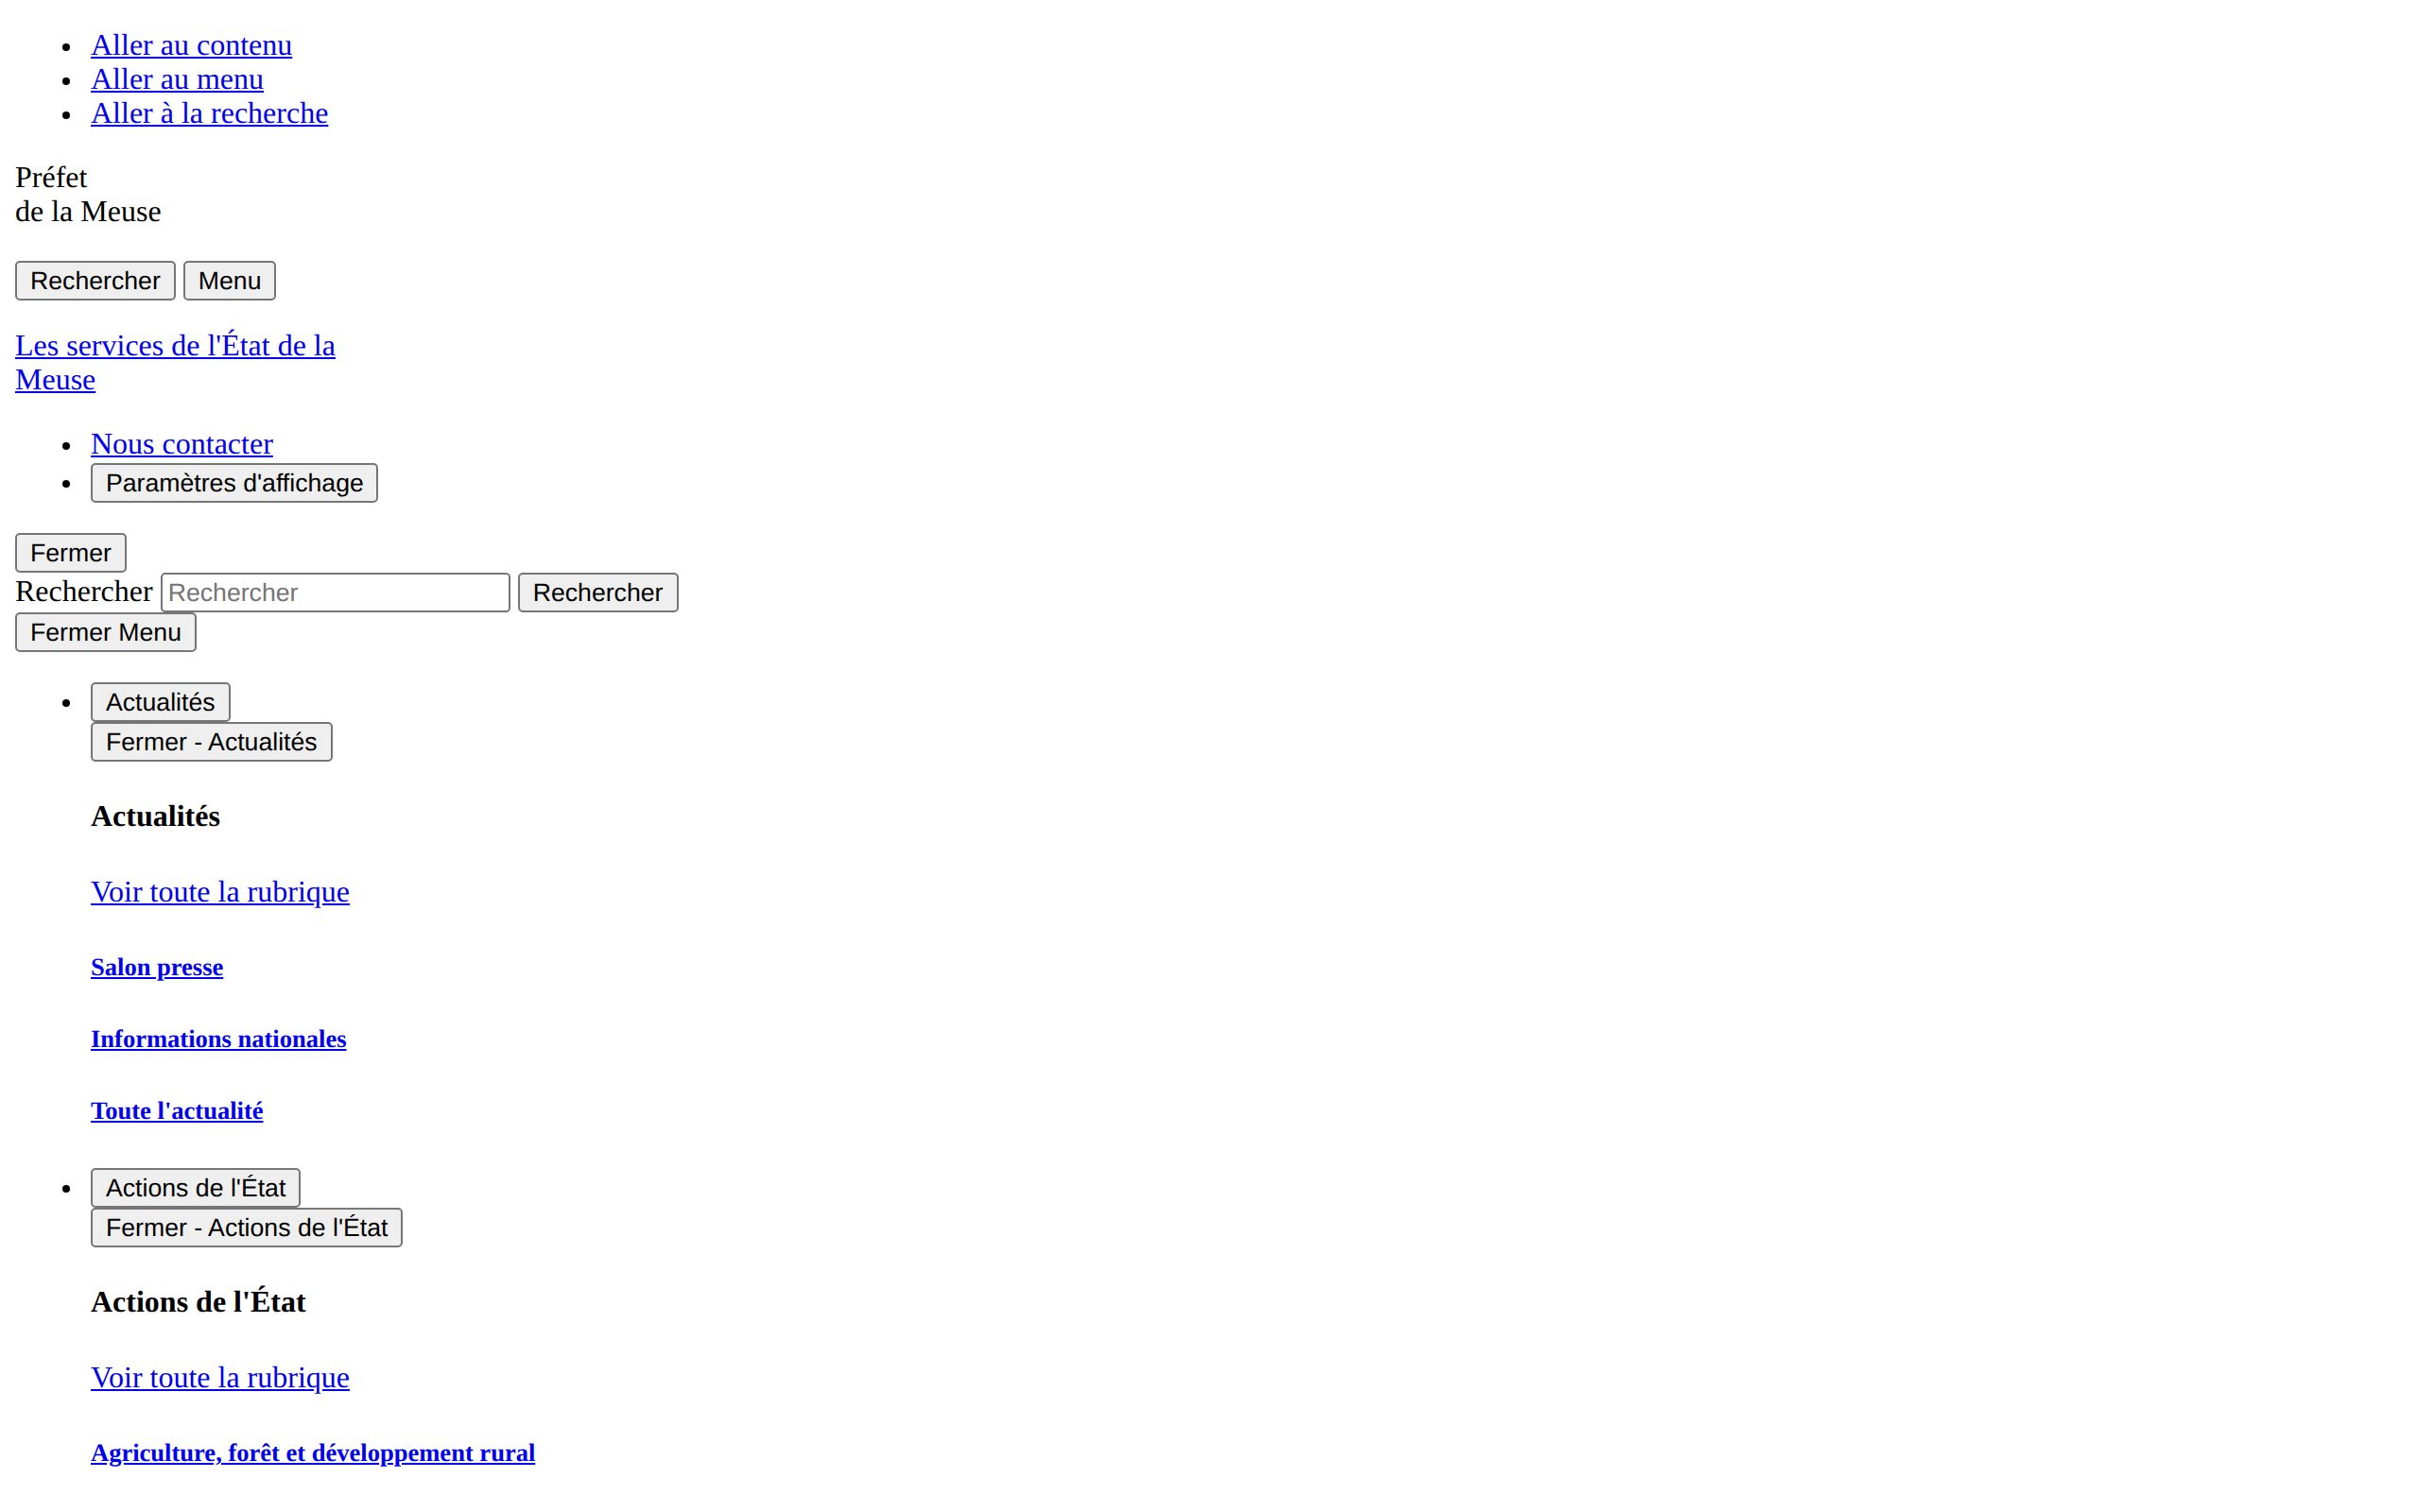 Aller au contenu
Aller au menu
Aller à la recherche
Préfet
de la Meuse
Rechercher Menu
Les services de l'État de la
Meuse
Nous contacter
Paramètres d'affichage
Fermer
Rechercher Rechercher Rechercher
Fermer Menu
Actualités
Fermer - Actualités
Actualités
Voir toute la rubrique
Salon presse
Informations nationales
Toute l'actualité
Actions de l'État
Fermer - Actions de l'État
Actions de l'État
Voir toute la rubrique
Agriculture, forêt et développement rural